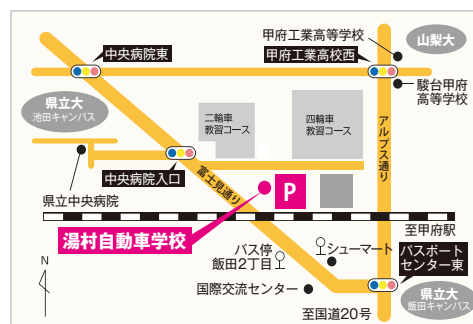 甲府工業高等学校
山梨大
中央病院東
甲府工業高校西
駿台甲府
高等学校
県立大
池田キャンパス
二輪車
教習コース
四輪車
教習コース
アルプス通り
中央病院入口
富士見通り
県立中央病院
P
至甲府駅
湯村自動車学校
バス停
飯田2丁目
シューマート
パスポート
センター東
N
国際交流センター
県立大
飯田キャンパス
至国道20号